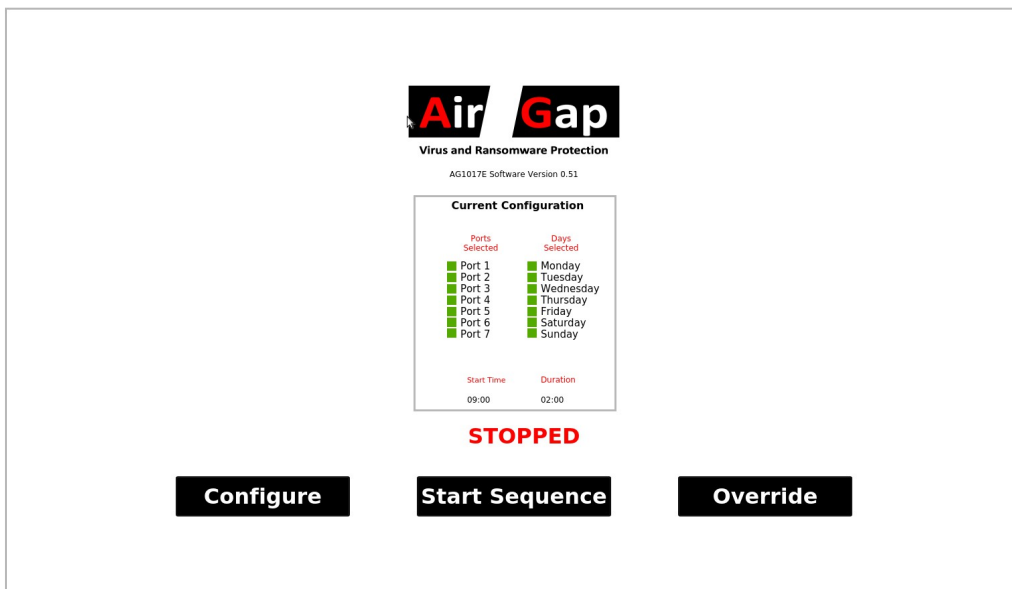 Air Gap
Virus and Ransomware Protection
AG1017E Software Version 0.51
Current Configuration
Ports Selected
Days Selected
Port 1 Monday
Port 2 Tuesday
Port 3 Wednesday
Port 4 Thursday
Port 5 Friday
Port 6 Saturday
Port 7 Sunday
Start Time Duration
09:00 02:00
STOPPED
Configure Start Sequence Override